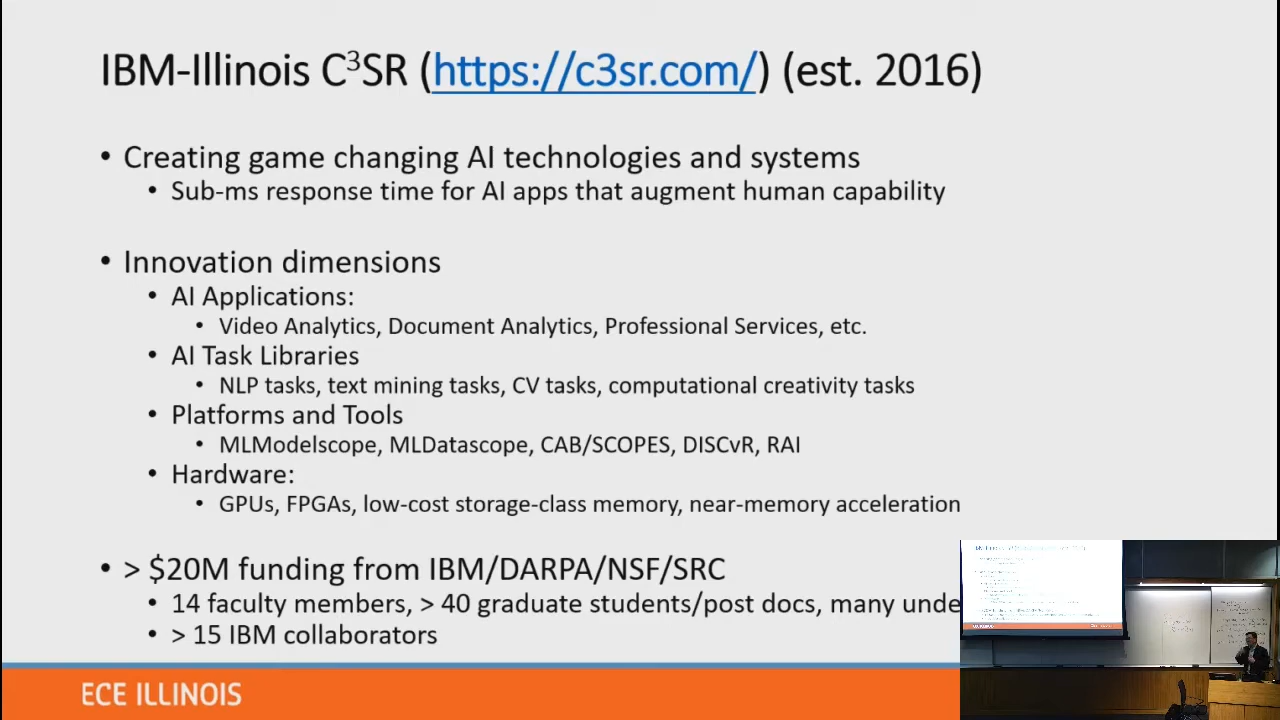 IBM-Illinois C³SR (https://c3sr.com/) (est. 2016)
• Creating game changing AI technologies and systems
• Sub-ms response time for AI apps that augment human capability
• Innovation dimensions
• AI Applications:
• Video Analytics, Document Analytics, Professional Services, etc.
• AI Task Libraries
• NLP tasks, text mining tasks, CV tasks, computational creativity tasks
• Platforms and Tools
• MLModelscope, MLDatascope, CAB/SCOPES, DISCvR, RAI
• Hardware:
• GPUs, FPGAs, low-cost storage-class memory, near-memory acceleration
• > $20M funding from IBM/DARPA/NSF/SRC
• 14 faculty members, > 40 graduate students/post docs, many unde
• > 15 IBM collaborators
ECE ILLINOIS